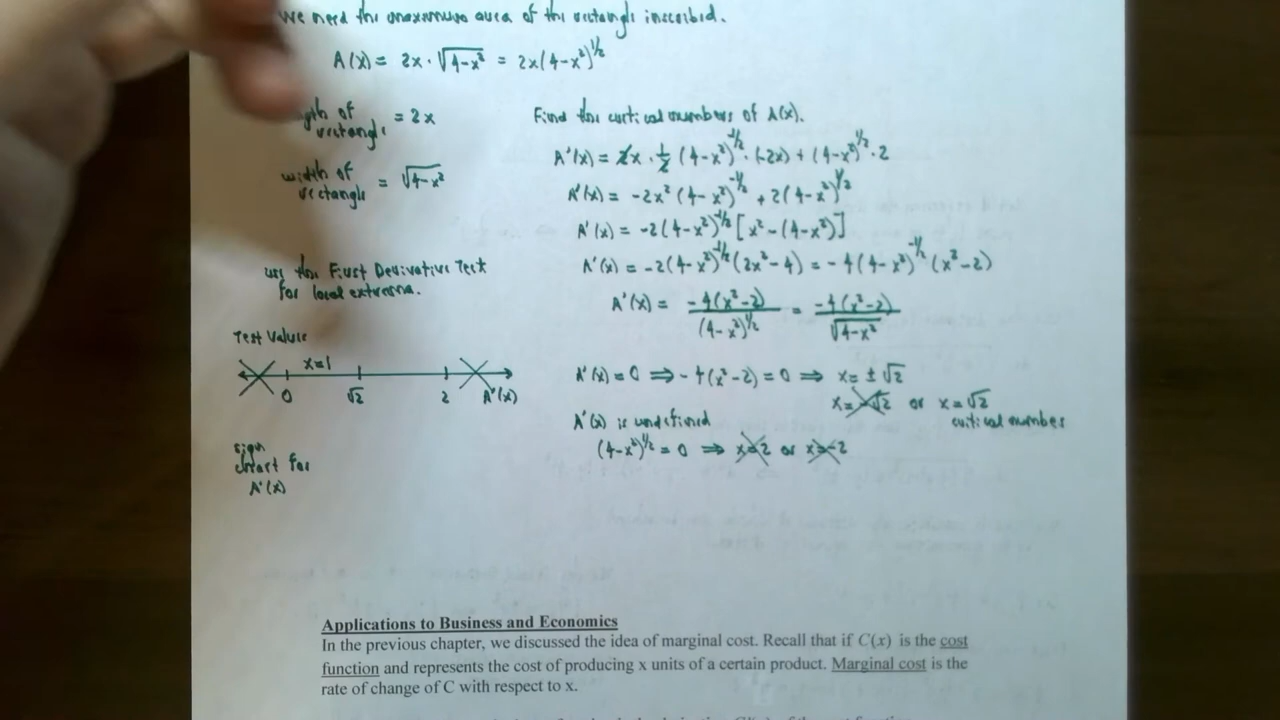 We need the maximum area of the rectangle inscribed.
A(x) = 2x · √(4-x²) = 2x(4-x²)^½
of rectangle = 2x
width of rectangle = √(4-x²)
use the First Derivative Test
for local extrema.
Test Values
x=1
0 √2 2 A'(x)
sign
chart for
A'(x)
Find the critical numbers of A(x).
A'(x) = 2x · ½ (4-x²)^-½ · (-2x) + (4-x²)^½ · 2
A'(x) = -2x² (4-x²)^-½ + 2(4-x²)^½
A'(x) = -2(4-x²)^-½ [x² - (4-x²)]
A'(x) = -2(4-x²)^-½ (2x²-4) = -4(4-x²)^-½ (x²-2)
A'(x) = -4(x²-2)/(4-x²)^½ = -4(x²-2)/√(4-x²)
A'(x) = 0 ⇒ -4(x²-2) = 0 ⇒ x = ± √2
x = -√2 or x = √2
critical number
A'(x) is undefined
(4-x²)^½ = 0 ⇒ x=2 or x=-2
Applications to Business and Economics
In the previous chapter, we discussed the idea of marginal cost. Recall that if C(x) is the cost
function and represents the cost of producing x units of a certain product. Marginal cost is the
rate of change of C with respect to x.